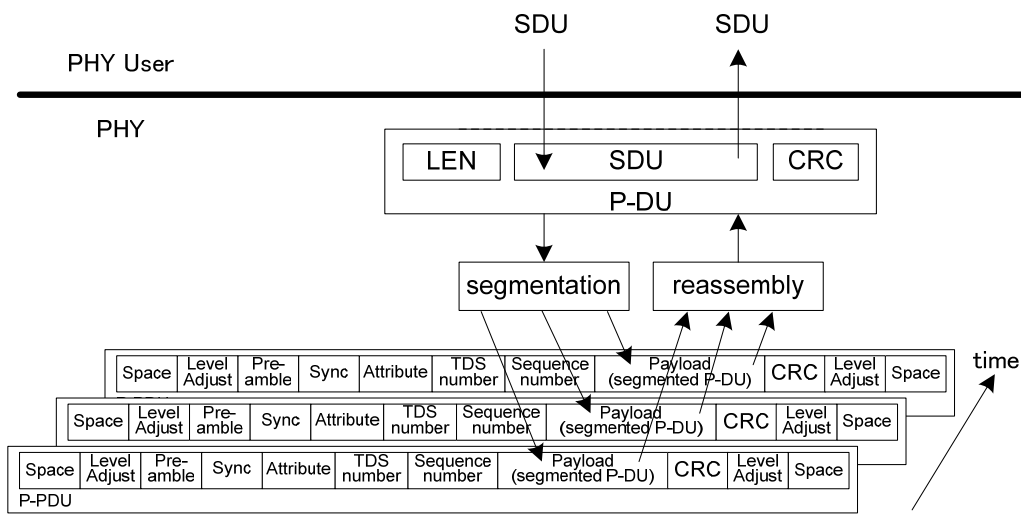 SDU SDU
PHY User
PHY
LEN SDU CRC
P-DU
segmentation reassembly
time
Space Level Adjust Pre-amble Sync Attribute TDS number Sequence number Payload (segmented P-DU) CRC Level Adjust Space
Space Level Adjust Pre-amble Sync Attribute TDS number Sequence number Payload (segmented P-DU) CRC Level Adjust Space
Space Level Adjust Pre-amble Sync Attribute TDS number Sequence number Payload (segmented P-DU) CRC Level Adjust Space
P-PDU